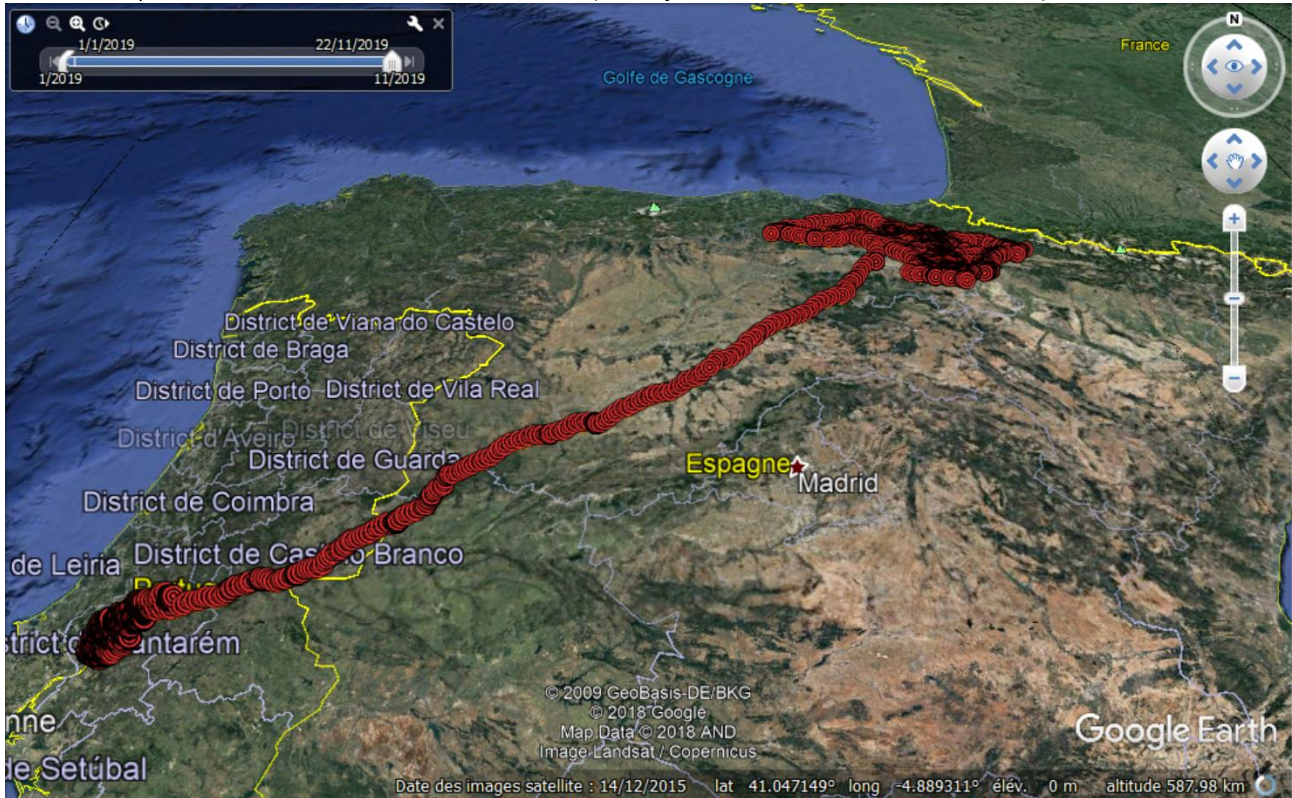 1/1/2019 22/11/2019
1/2019 11/2019
N
France
Golfe de Gascogne
District de Viana do Castelo
District de Braga
District de Porto District de Vila Real
District d'Aveiro District de Viseu
District de Guarda
Espagne
Madrid
District de Coimbra
de Leiria District de Castelo Branco
© 2009 GeoBasis-DE/BKG
© 2018 Google
Map Data © 2018 AND
Image Landsat / Copernicus
Google Earth
de Setúbal
Date des images satellite : 14/12/2015 lat 41.047149° long -4.889311° élév. 0 m altitude 587.98 km